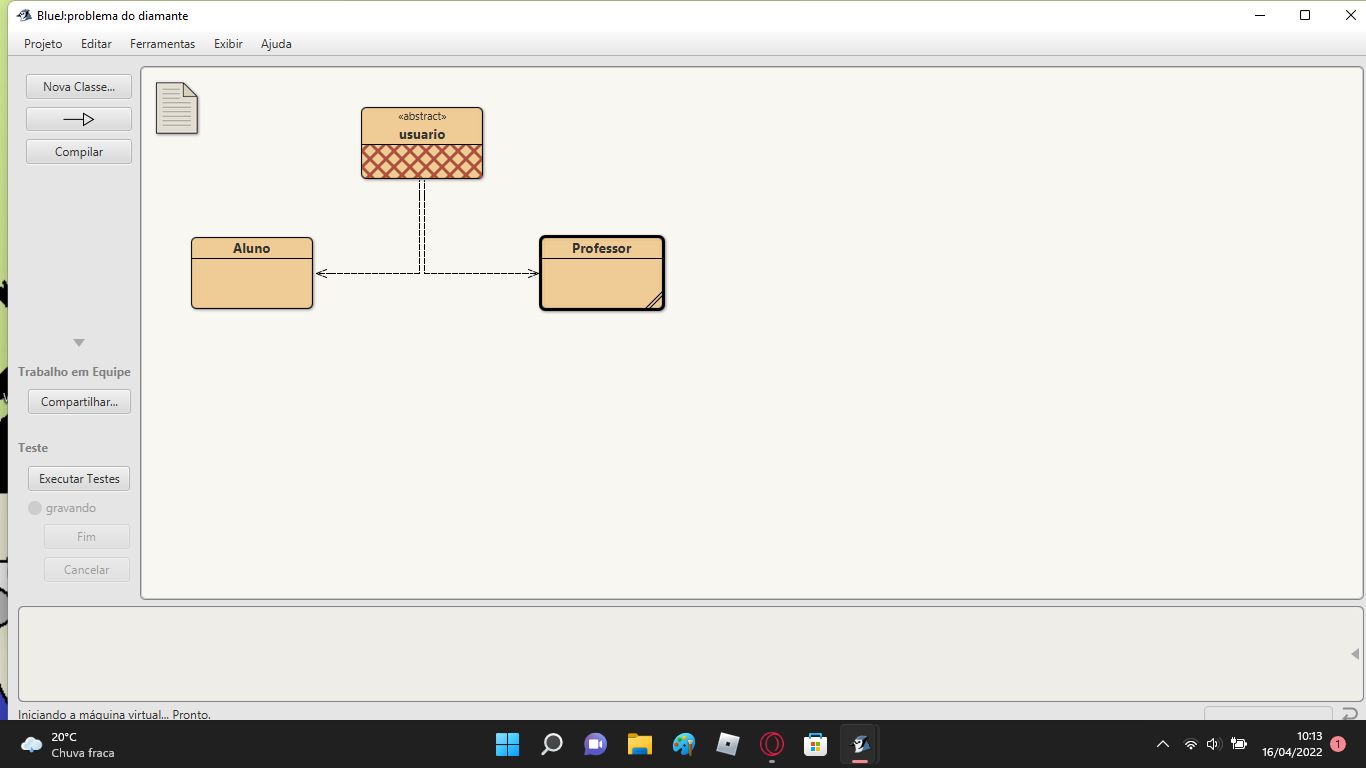 BlueJ:problema do diamante
Projeto Editar Ferramentas Exibir Ajuda
Nova Classe...
Compilar
«abstract»
usuario
Aluno
Professor
Trabalho em Equipe
Compartilhar...
Teste
Executar Testes
gravando
Fim
Cancelar
Iniciando a máquina virtual... Pronto.
20°C
Chuva fraca
10:13
16/04/2022
1